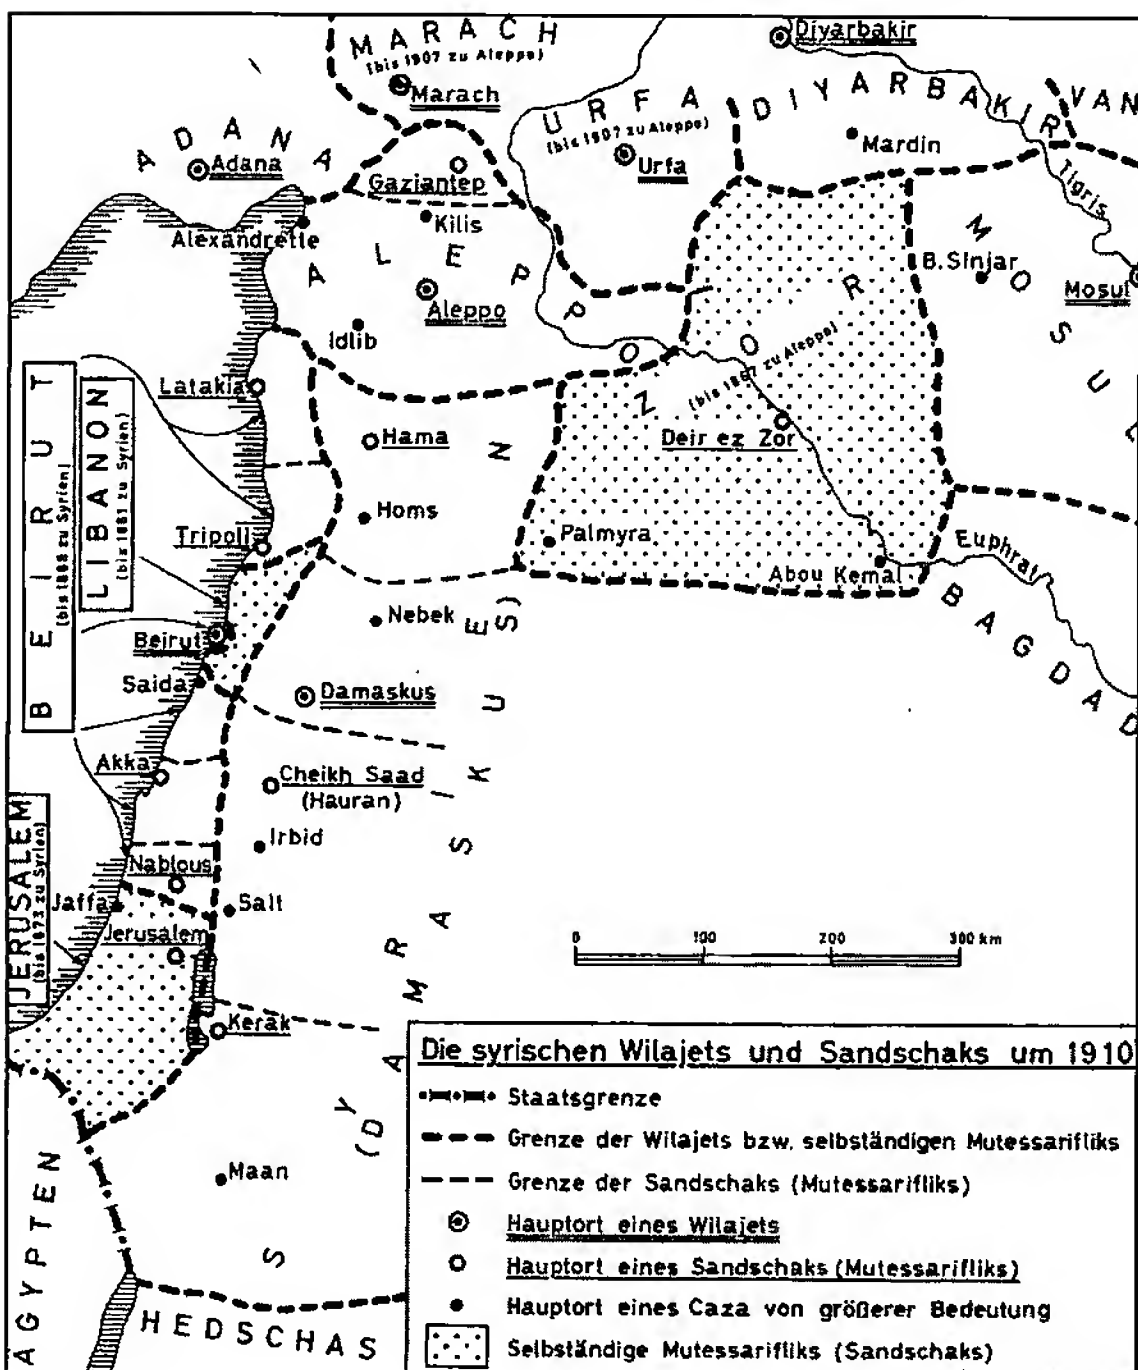 MARACH
(bis 1907 zu Aleppo)
Marach
Diyarbakir
DIYARBAKIR
VAN
URFA
(bis 1907 zu Aleppo)
Urfa
Mardin
Tigris
ADANA
Adana
Gaziantep
Kilis
Alexandrette
ALEPPO
Aleppo
Idlib
MOSUL
B. Sinjar
Mosul
ZOR
(bis 1867 zu Aleppo)
Deir ez Zor
Palmyra
Abou Kemal
Euphrat
BAGDAD
BEIRUT
(bis 1888 zu Syrien)
LIBANON
(bis 1861 zu Syrien)
Latakia
Hama
Homs
Tripoli
Nebek
Beirut
Saida
Damaskus
Akka
Cheikh Saad
(Hauran)
Irbid
Nablous
Jaffa
Salt
Jerusalem
JERUSALEM
(bis 1873 zu Syrien)
Kerak
Maan
SYRIEN
(DAMASKUS)
ÄGYPTEN
HEDSCHAS
0 100 200 300 km
Die syrischen Wilajets und Sandschaks um 1910
Staatsgrenze
Grenze der Wilajets bzw. selbständigen Mutessarifliks
Grenze der Sandschaks (Mutessarifliks)
Hauptort eines Wilajets
Hauptort eines Sandschaks (Mutessarifliks)
Hauptort eines Caza von größerer Bedeutung
Selbständige Mutessarifliks (Sandschaks)